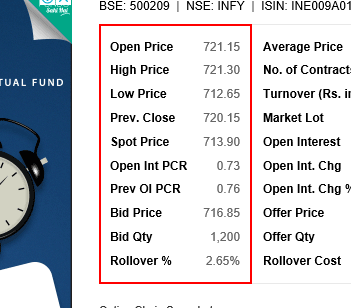 Sahi Hai
BSE: 500209 | NSE: INFY | ISIN: INE009A01
Open Price 721.15 Average Price
High Price 721.30 No. of Contracts
TUAL FUND
Low Price 712.65 Turnover (Rs. in
Prev. Close 720.15 Market Lot
Spot Price 713.90 Open Interest
Open Int PCR 0.73 Open Int. Chg
Prev OI PCR 0.76 Open Int. Chg %
Bid Price 716.85 Offer Price
Bid Qty 1,200 Offer Qty
Rollover % 2.65% Rollover Cost